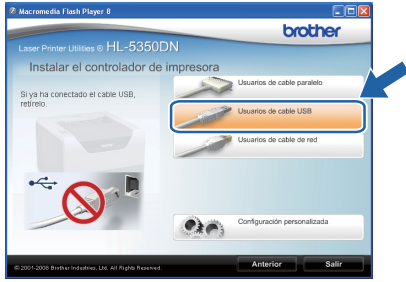 Macromedia Flash Player 8
brother
Laser Printer Utilities ® HL-5350DN
Instalar el controlador de impresora
Si ya ha conectado el cable USB,
retírelo.
Usuarios de cable paralelo
Usuarios de cable USB
Usuarios de cable de red
Configuración personalizada
© 2001-2008 Brother Industries, Ltd. All Rights Reserved.
Anterior
Salir